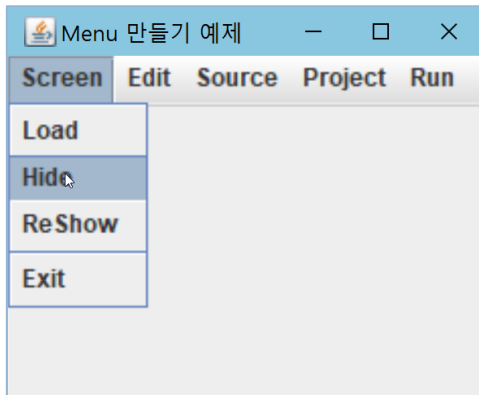 Menu 만들기 예제
Screen Edit Source Project Run
Load
Hide
ReShow
Exit